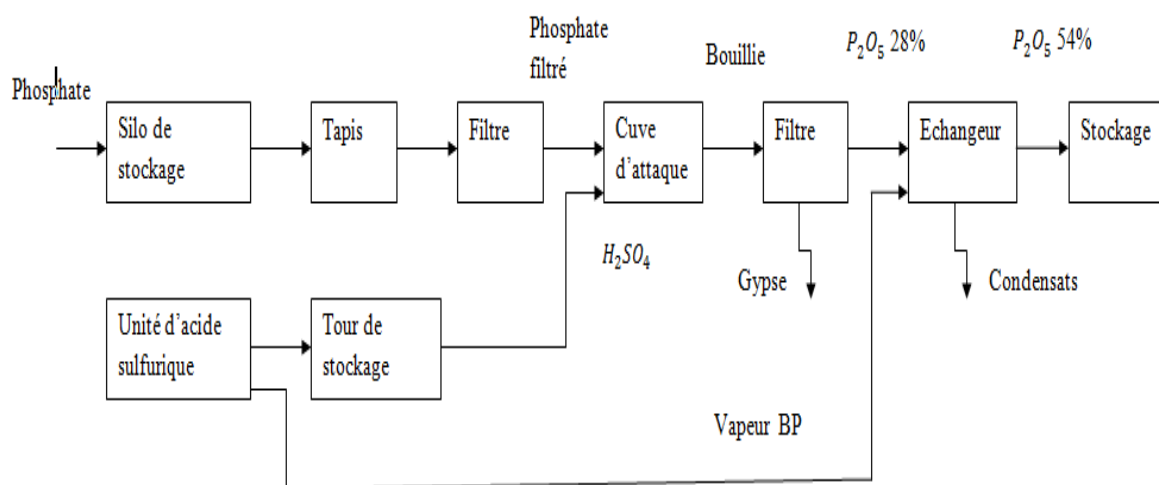 Phosphate
Silo de
stockage
Tapis
Filtre
Phosphate
filtré
Cuve
d'attaque
Bouillie
Filtre
P₂O₅ 28%
Echangeur
P₂O₅ 54%
Stockage
H₂SO₄
Gypse
Condensats
Unité d'acide
sulfurique
Tour de
stockage
Vapeur BP